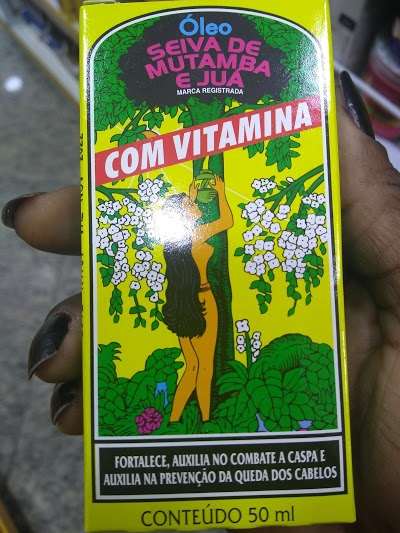 Óleo
SEIVA DE
MUTAMBA
E JUÁ
MARCA REGISTRADA
COM VITAMINA
FORTALECE, AUXILIA NO COMBATE A CASPA E
AUXILIA NA PREVENÇÃO DA QUEDA DOS CABELOS
CONTEÚDO 50 ml